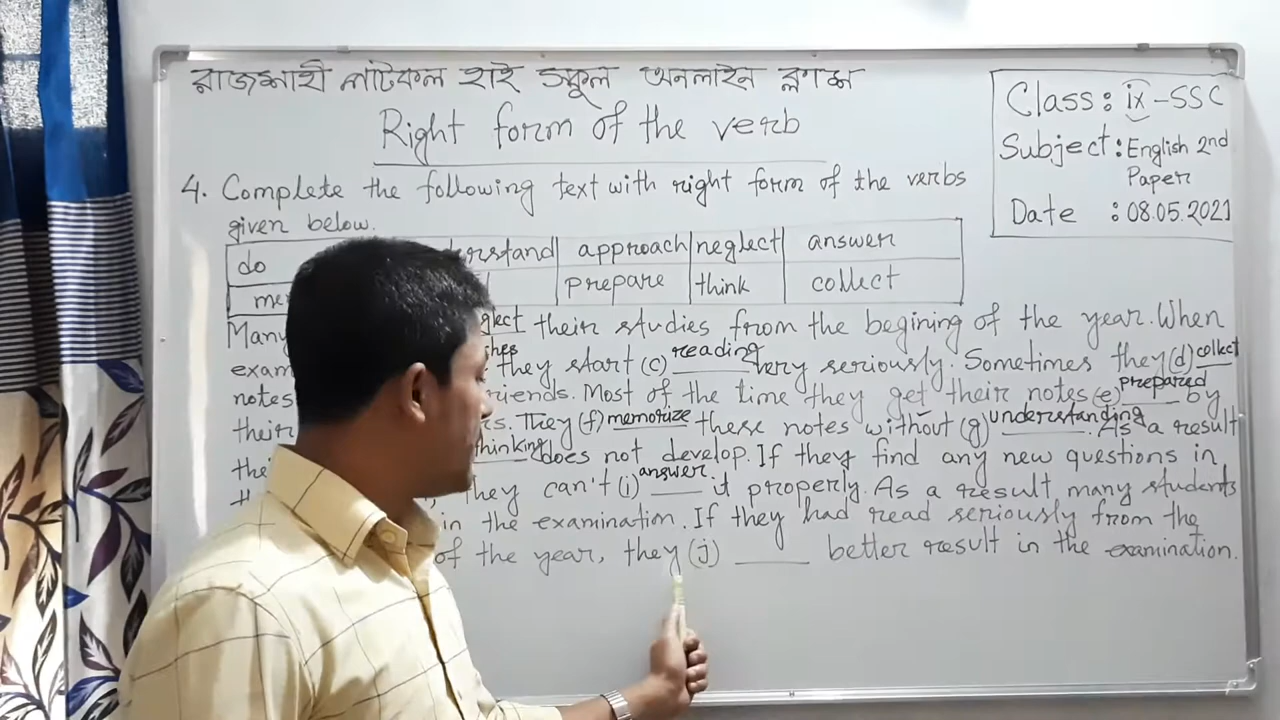 রাজশাহী লাটিকল হাই স্কুল অনলাইন ক্লাশ
Right form of the verb
Class: ix-SSC
Subject: English 2nd
Paper
Date : 08.05.2021
4. Complete the following text with right form of the verbs
given below.
do approach neglect answer
prepare think collect
Many their studies from the begining of the year. When
exam they start (c) reading very seriously. Sometimes they (d) collect
notes Most of the time they get their notes (e) prepared by
their They (f) memorize these notes without (g) understanding. As a result
thinking does not develop. If they find any new questions in
they can't (i) answer it properly. As a result many students
in the examination. If they had read seriously from the
of the year, they (j) ____ better result in the examination.